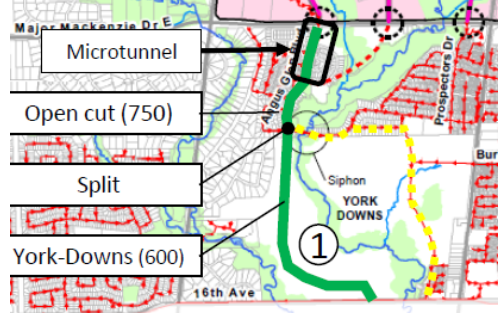 Major Mackenzie Dr E
Microtunnel
Angus Glen
Prospectors Dr
Open cut (750)
Split
Siphon
YORK
DOWNS
Bur
York-Downs (600)
1
16th Ave